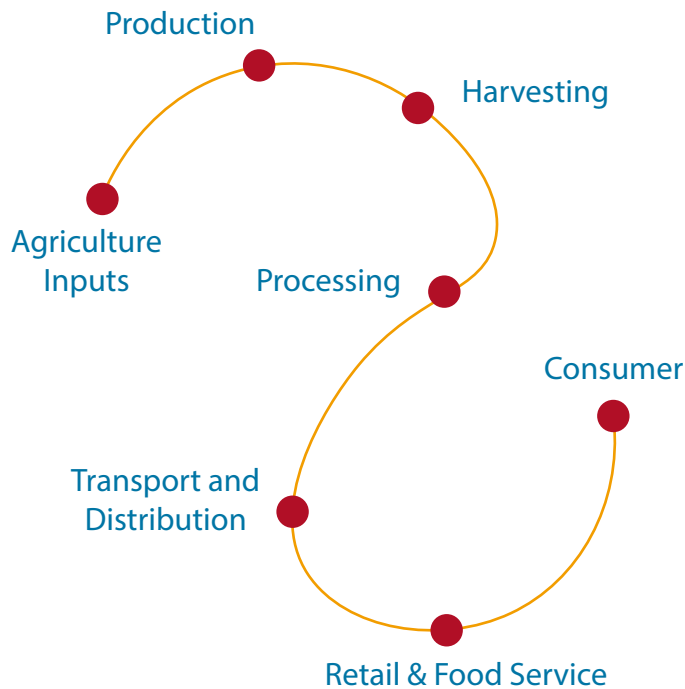 Production
Harvesting
Agriculture
Inputs
Processing
Consumer
Transport and
Distribution
Retail & Food Service